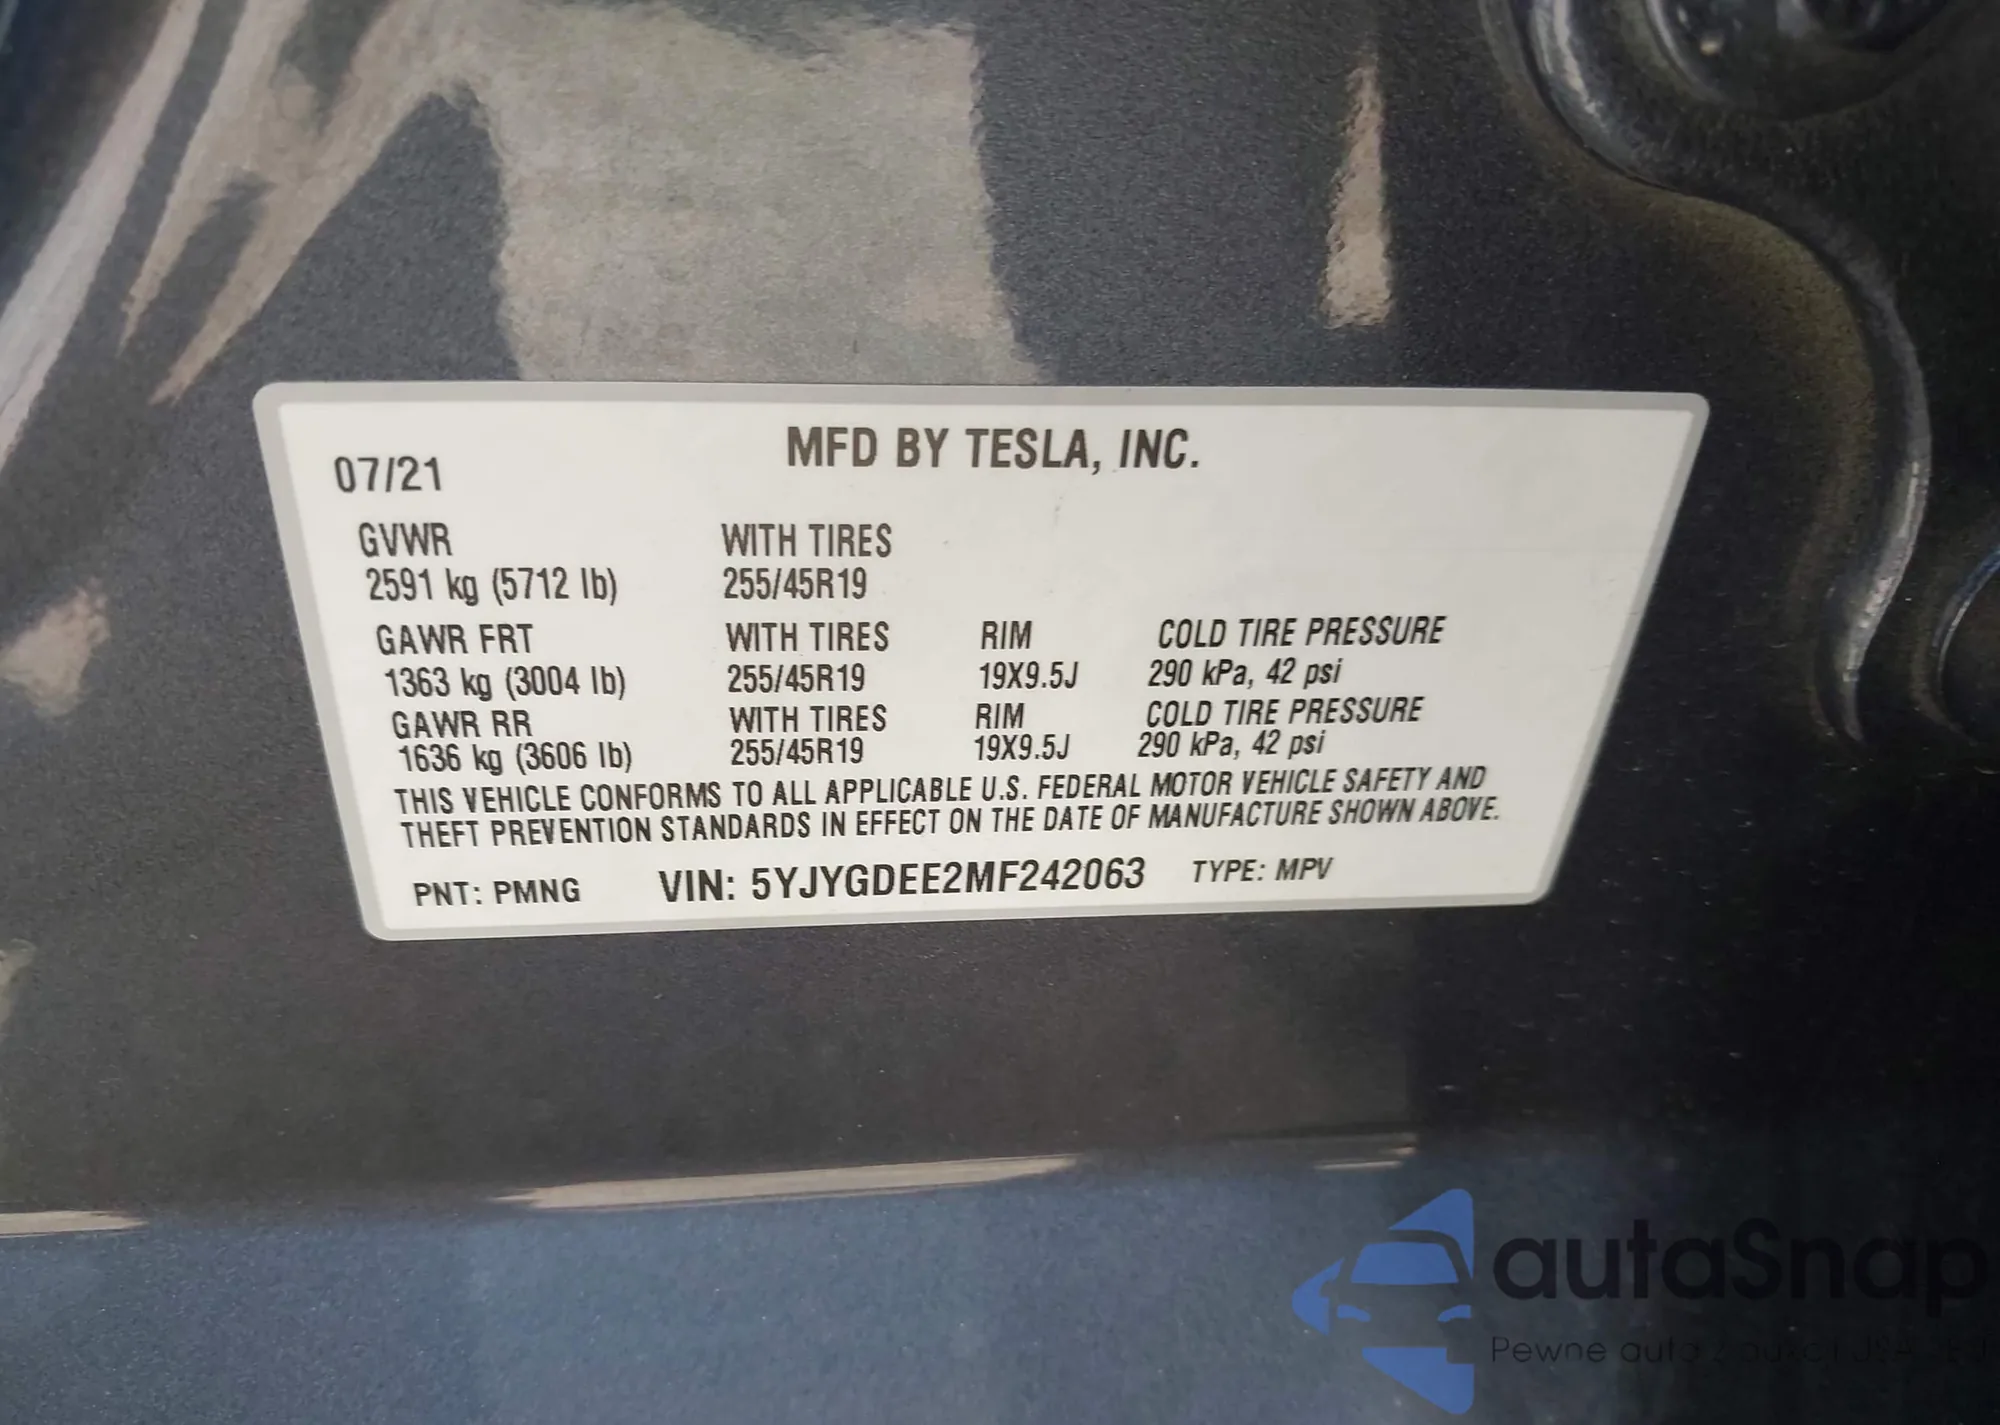 MFD BY TESLA, INC.
07/21
GVWR WITH TIRES
2591 kg (5712 lb) 255/45R19
GAWR FRT WITH TIRES RIM COLD TIRE PRESSURE
1363 kg (3004 lb) 255/45R19 19X9.5J 290 kPa, 42 psi
GAWR RR WITH TIRES RIM COLD TIRE PRESSURE
1636 kg (3606 lb) 255/45R19 19X9.5J 290 kPa, 42 psi
THIS VEHICLE CONFORMS TO ALL APPLICABLE U.S. FEDERAL MOTOR VEHICLE SAFETY AND
THEFT PREVENTION STANDARDS IN EFFECT ON THE DATE OF MANUFACTURE SHOWN ABOVE.
PNT: PMNG VIN: 5YJYGDEE2MF242063 TYPE: MPV
autaSnap
Pewne auta z